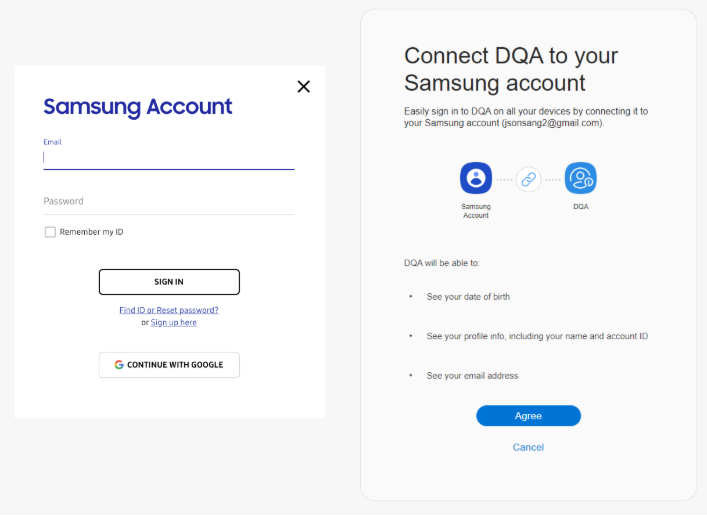 Samsung Account
Email
Password
Remember my ID
SIGN IN
Find ID or Reset password?
or Sign up here
CONTINUE WITH GOOGLE
Connect DQA to your
Samsung account
Easily sign in to DQA on all your devices by connecting it to
your Samsung account (jsonsang2@gmail.com).
Samsung
Account
DQA
DQA will be able to:
• See your date of birth
• See your profile info, including your name and account ID
• See your email address
Agree
Cancel